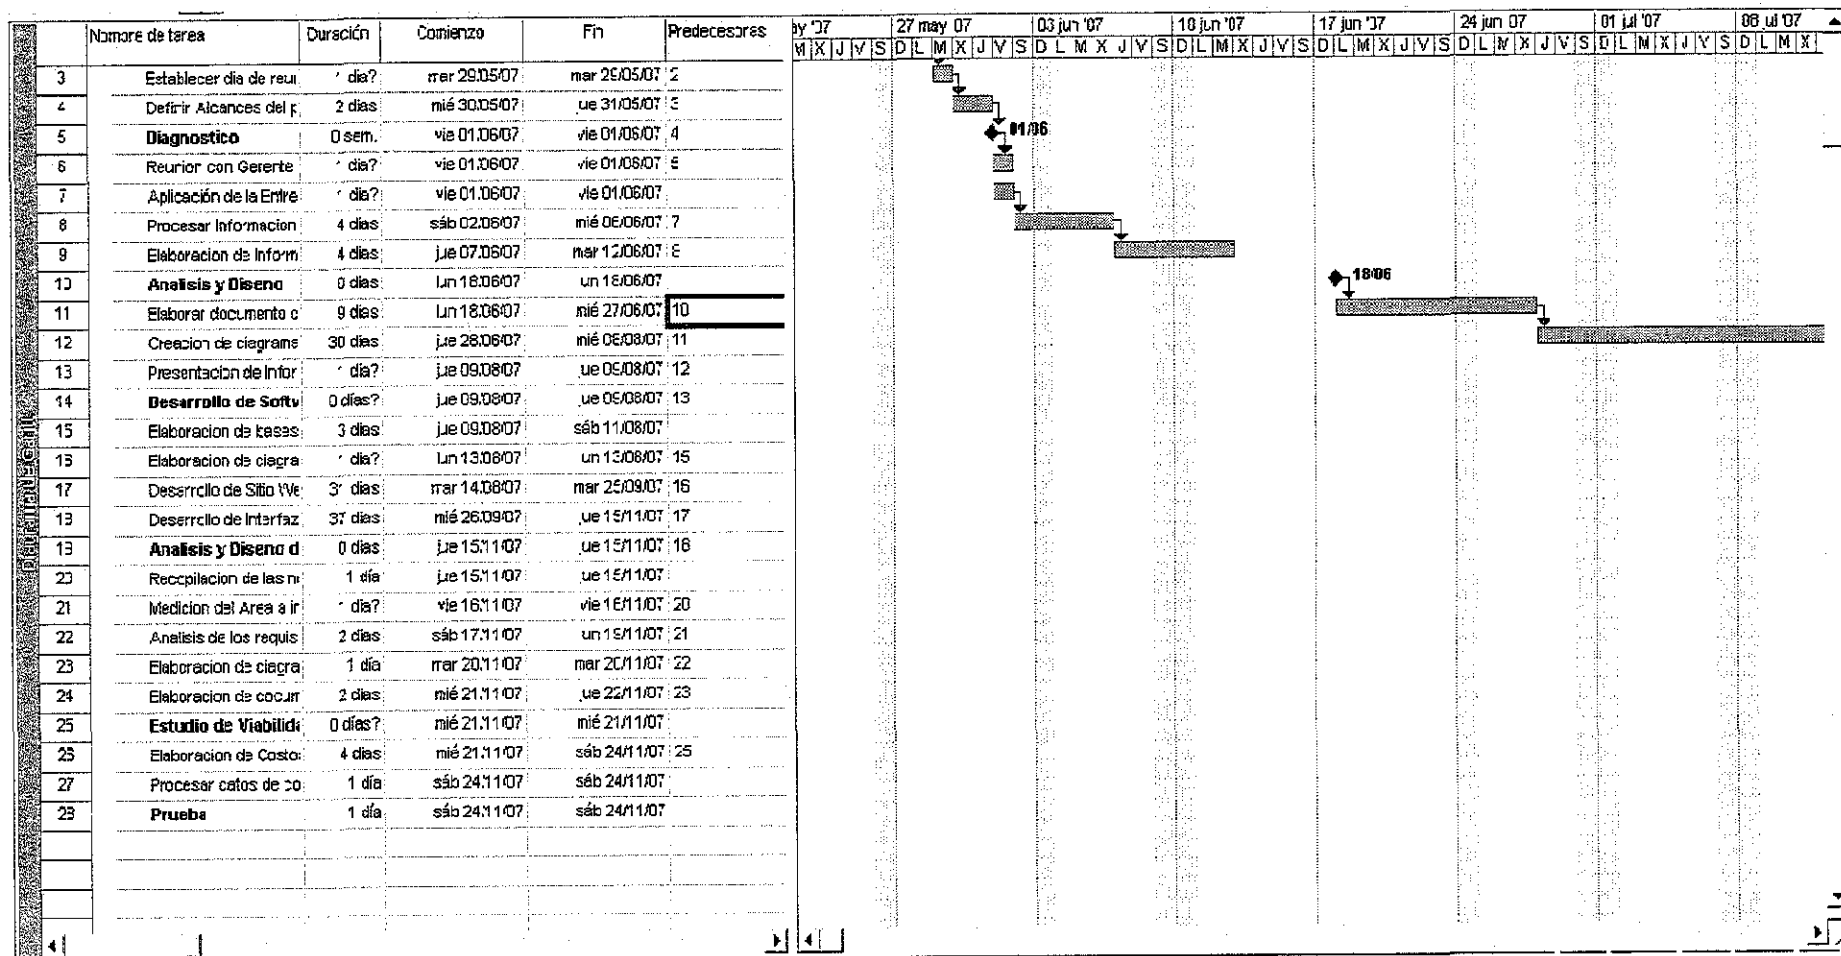 Nombre de tarea Duración Comienzo Fin Predecesoras
27 may 07 03 jun '07 10 jun '07 17 jun '07 24 jun 07 01 jul '07 08 jul 07
M X J V S D L M X J V S D L M X J V S D L M X J V S D L M X J V S D L M X J V S D L M X J V S D L M X
3 Establecer dia de reui 1 dia? mar 29/05/07 mar 29/05/07 2
4 Definir Alcances del p 2 dias mié 30/05/07 jue 31/05/07 3
5 Diagnostico 0 sem. vie 01/06/07 vie 01/06/07 4
01/06
6 Reunion con Gerente 1 dia? vie 01/06/07 vie 01/06/07 5
7 Aplicación de la Entre 1 dia? vie 01/06/07 vie 01/06/07
8 Procesar Informacion 4 dias sáb 02/06/07 mié 06/06/07 7
9 Elaboracion de Inform 4 dias jue 07/06/07 mar 12/06/07 8
10 Analisis y Diseno 0 dias lun 18/06/07 lun 18/06/07
18/06
11 Elaborar documento c 9 dias lun 18/06/07 mié 27/06/07 10
12 Creacion de diagrama 30 dias jue 28/06/07 mié 08/08/07 11
13 Presentacion de Infor 1 dia? jue 09/08/07 jue 09/08/07 12
14 Desarrollo de Softv 0 días? jue 09/08/07 jue 09/08/07 13
15 Elaboracion de bases 3 dias jue 09/08/07 sáb 11/08/07
16 Elaboracion de diagra 1 dia? lun 13/08/07 lun 13/08/07 15
17 Desarrollo de Sitio We 31 dias mar 14/08/07 mar 25/09/07 16
18 Desarrollo de Interfaz 37 dias mié 26/09/07 jue 15/11/07 17
19 Analisis y Diseno d 0 dias jue 15/11/07 jue 15/11/07 18
20 Recopilacion de las n 1 día jue 15/11/07 jue 15/11/07
21 Medicion del Area a ir 1 dia? vie 16/11/07 vie 16/11/07 20
22 Analisis de los requis 2 dias sáb 17/11/07 lun 19/11/07 21
23 Elaboracion de diagra 1 día mar 20/11/07 mar 20/11/07 22
24 Elaboracion de docum 2 dias mié 21/11/07 jue 22/11/07 23
25 Estudio de Viabilida 0 días? mié 21/11/07 mié 21/11/07
26 Elaboracion de Costo 4 dias mié 21/11/07 sáb 24/11/07 25
27 Procesar datos de co 1 día sáb 24/11/07 sáb 24/11/07
28 Prueba 1 día sáb 24/11/07 sáb 24/11/07